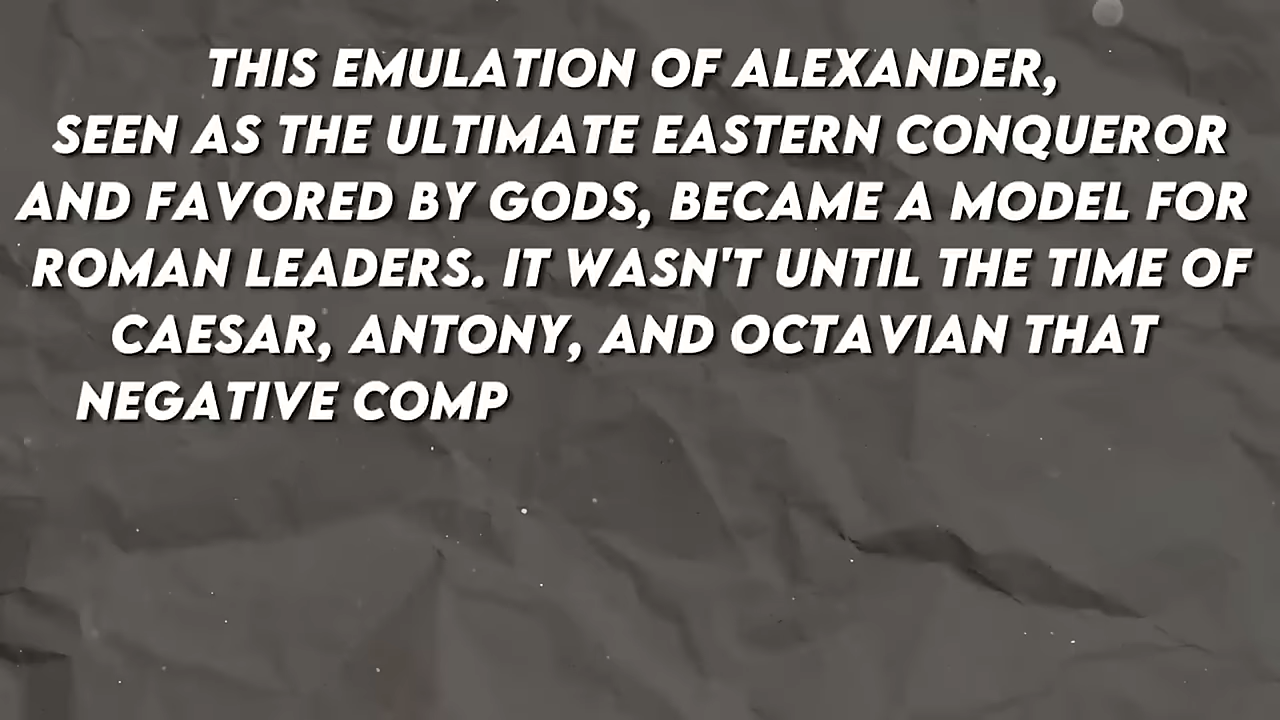 THIS EMULATION OF ALEXANDER,
SEEN AS THE ULTIMATE EASTERN CONQUEROR
AND FAVORED BY GODS, BECAME A MODEL FOR
ROMAN LEADERS. IT WASN'T UNTIL THE TIME OF
CAESAR, ANTONY, AND OCTAVIAN THAT
NEGATIVE COMP